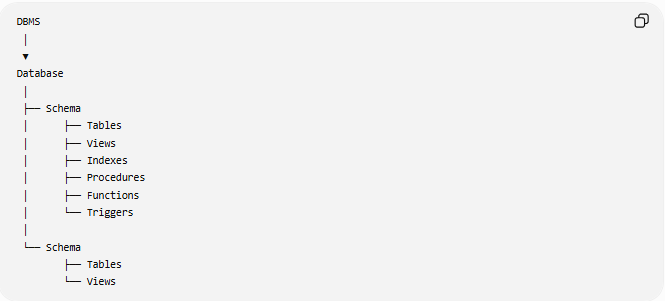 DBMS
│
▼
Database
│
├── Schema
│     ├── Tables
│     ├── Views
│     ├── Indexes
│     ├── Procedures
│     ├── Functions
│     └── Triggers
│
└── Schema
      ├── Tables
      └── Views